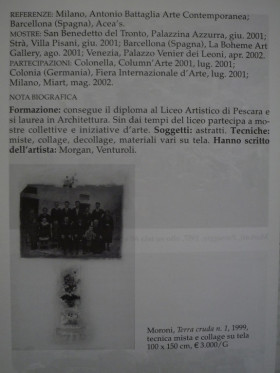 REFERENZE: Milano, Antonio Battaglia Arte Contemporanea;
Barcellona (Spagna), Acea's.
MOSTRE: San Benedetto del Tronto, Palazzina Azzurra, giu. 2001;
Strà, Villa Pisani, giu. 2001; Barcellona (Spagna), La Boheme Art
Gallery, ago. 2001; Venezia, Palazzo Venier dei Leoni, apr. 2002.
PARTECIPAZIONI: Colonella, Column'Arte 2001, lug. 2001;
Colonia (Germania), Fiera Internazionale d'Arte, lug. 2001;
Milano, Miart, mag. 2002.
NOTA BIOGRAFICA
Formazione: consegue il diploma al Liceo Artistico di Pescara e
si laurea in Architettura. Sin dai tempi del liceo partecipa a mo-
stre collettive e iniziative d'arte. Soggetti: astratti. Tecniche:
miste, collage, decollage, materiali vari su tela. Hanno scritto
dell'artista: Morgan, Venturoli.
Moroni, Terra cruda n. 1, 1999,
tecnica mista e collage su tela
100 x 150 cm, € 3.000/G